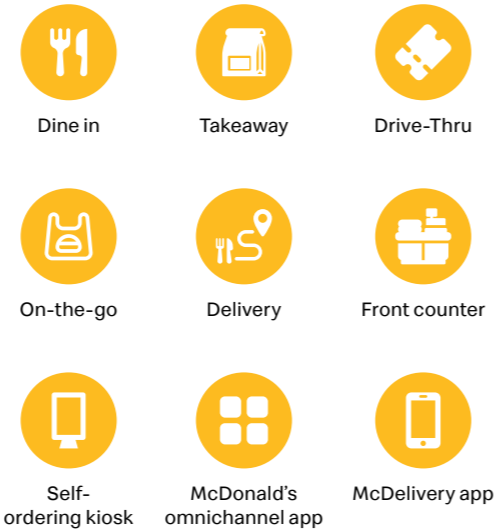 Dine in
Takeaway
Drive-Thru
On-the-go
Delivery
Front counter
Self-
ordering kiosk
McDonald's
omnichannel app
McDelivery app